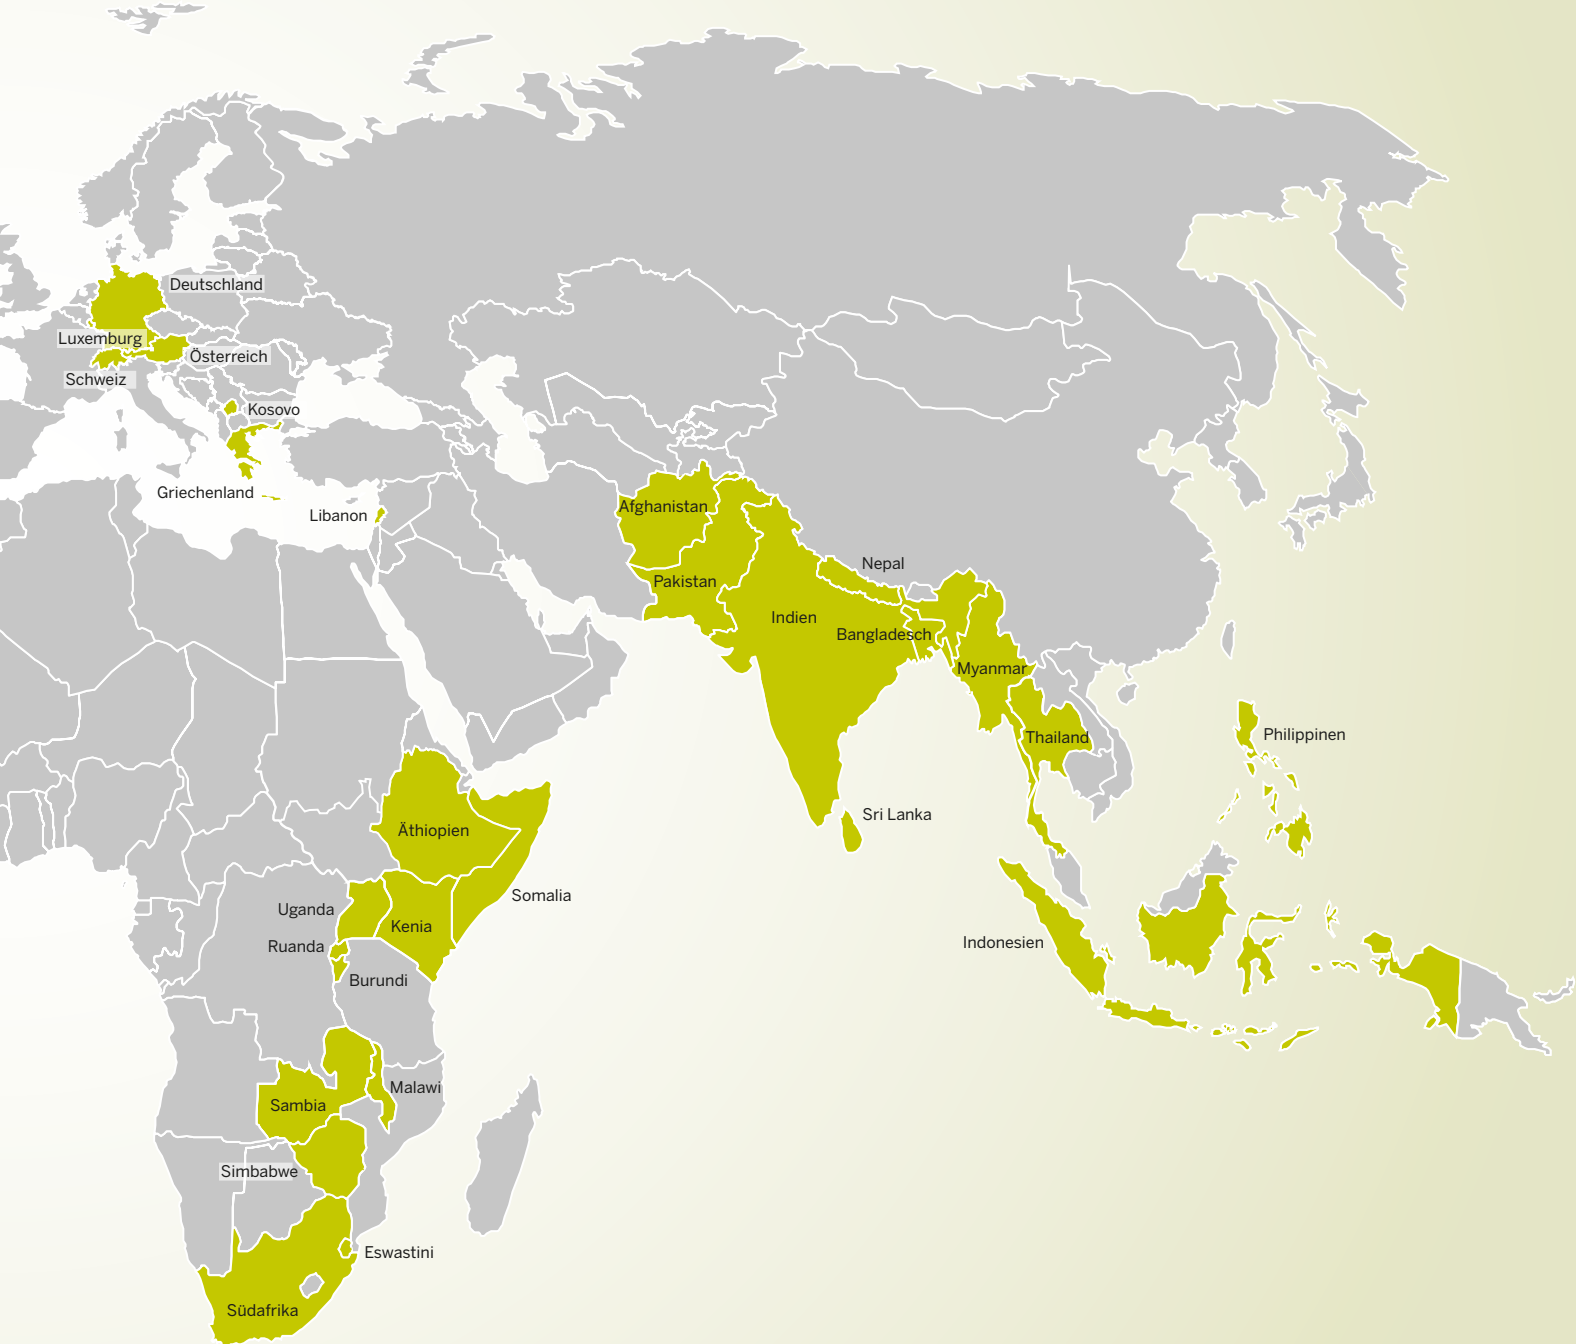 Deutschland
Luxemburg
Österreich
Schweiz
Kosovo
Griechenland
Libanon
Afghanistan
Pakistan
Nepal
Indien
Bangladesch
Myanmar
Thailand
Philippinen
Sri Lanka
Äthiopien
Somalia
Uganda
Kenia
Ruanda
Indonesien
Burundi
Malawi
Sambia
Simbabwe
Eswastini
Südafrika